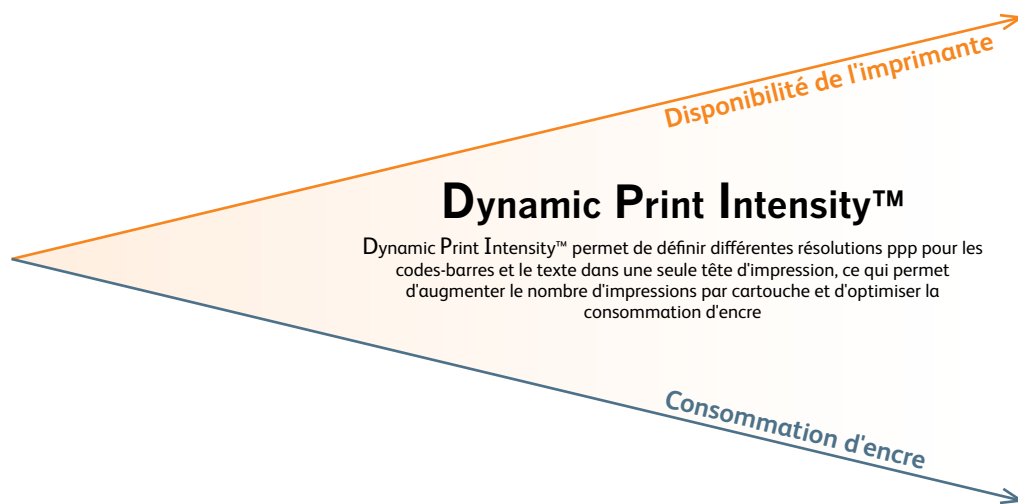 Disponibilité de l'imprimante
Dynamic Print Intensity™
Dynamic Print Intensity™ permet de définir différentes résolutions ppp pour les
codes-barres et le texte dans une seule tête d'impression, ce qui permet
d'augmenter le nombre d'impressions par cartouche et d'optimiser la
consommation d'encre
Consommation d'encre